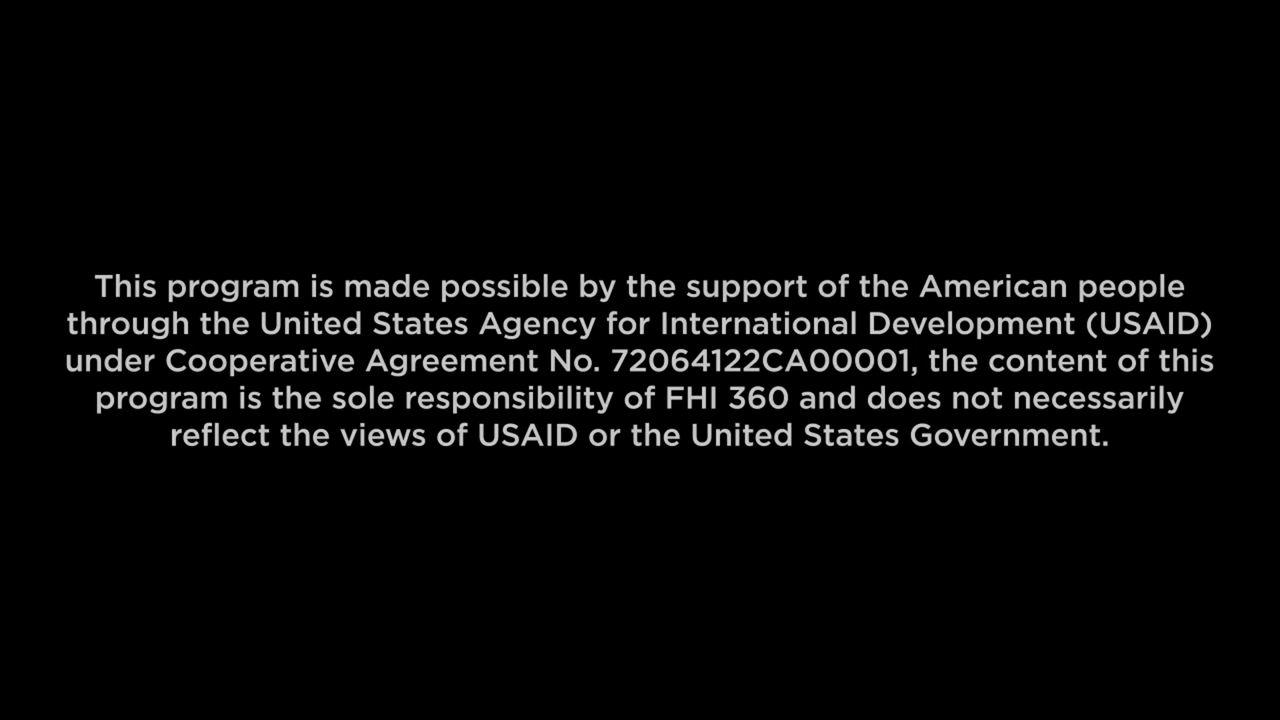 This program is made possible by the support of the American people
through the United States Agency for International Development (USAID)
under Cooperative Agreement No. 72064122CA00001, the content of this
program is the sole responsibility of FHI 360 and does not necessarily
reflect the views of USAID or the United States Government.